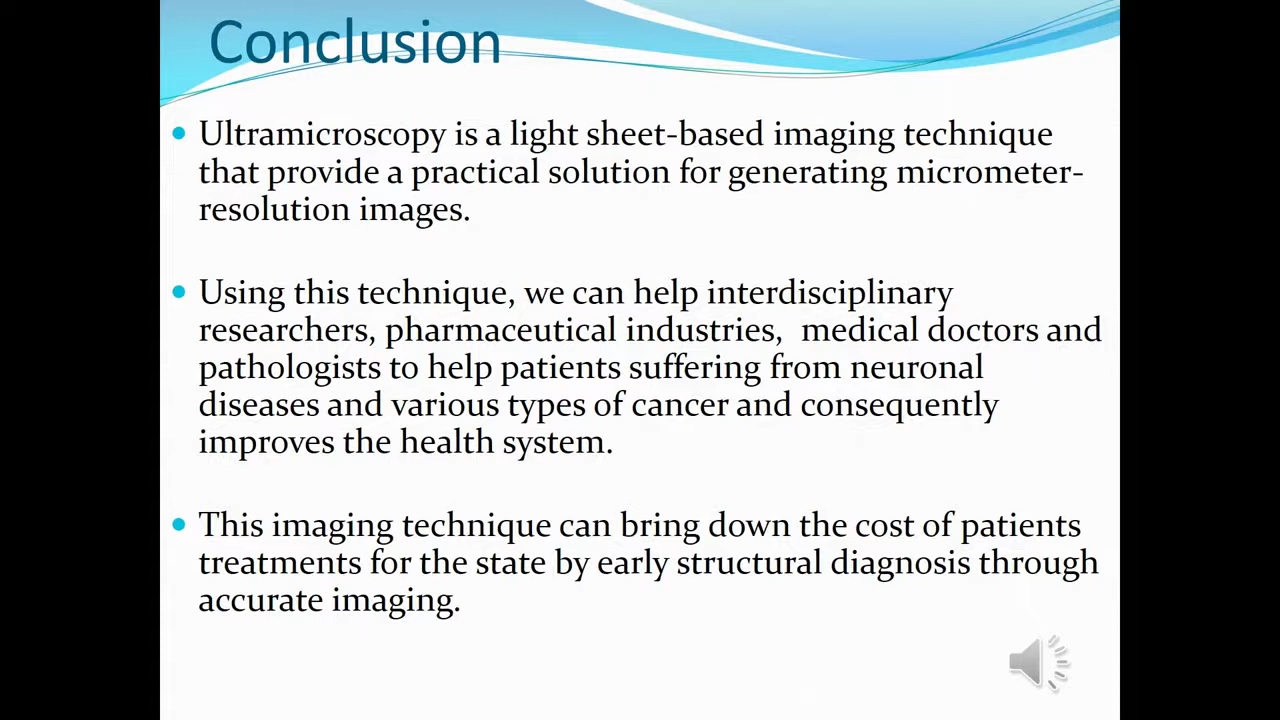 Conclusion
Ultramicroscopy is a light sheet-based imaging technique
that provide a practical solution for generating micrometer-
resolution images.
Using this technique, we can help interdisciplinary
researchers, pharmaceutical industries,  medical doctors and
pathologists to help patients suffering from neuronal
diseases and various types of cancer and consequently
improves the health system.
This imaging technique can bring down the cost of patients
treatments for the state by early structural diagnosis through
accurate imaging.